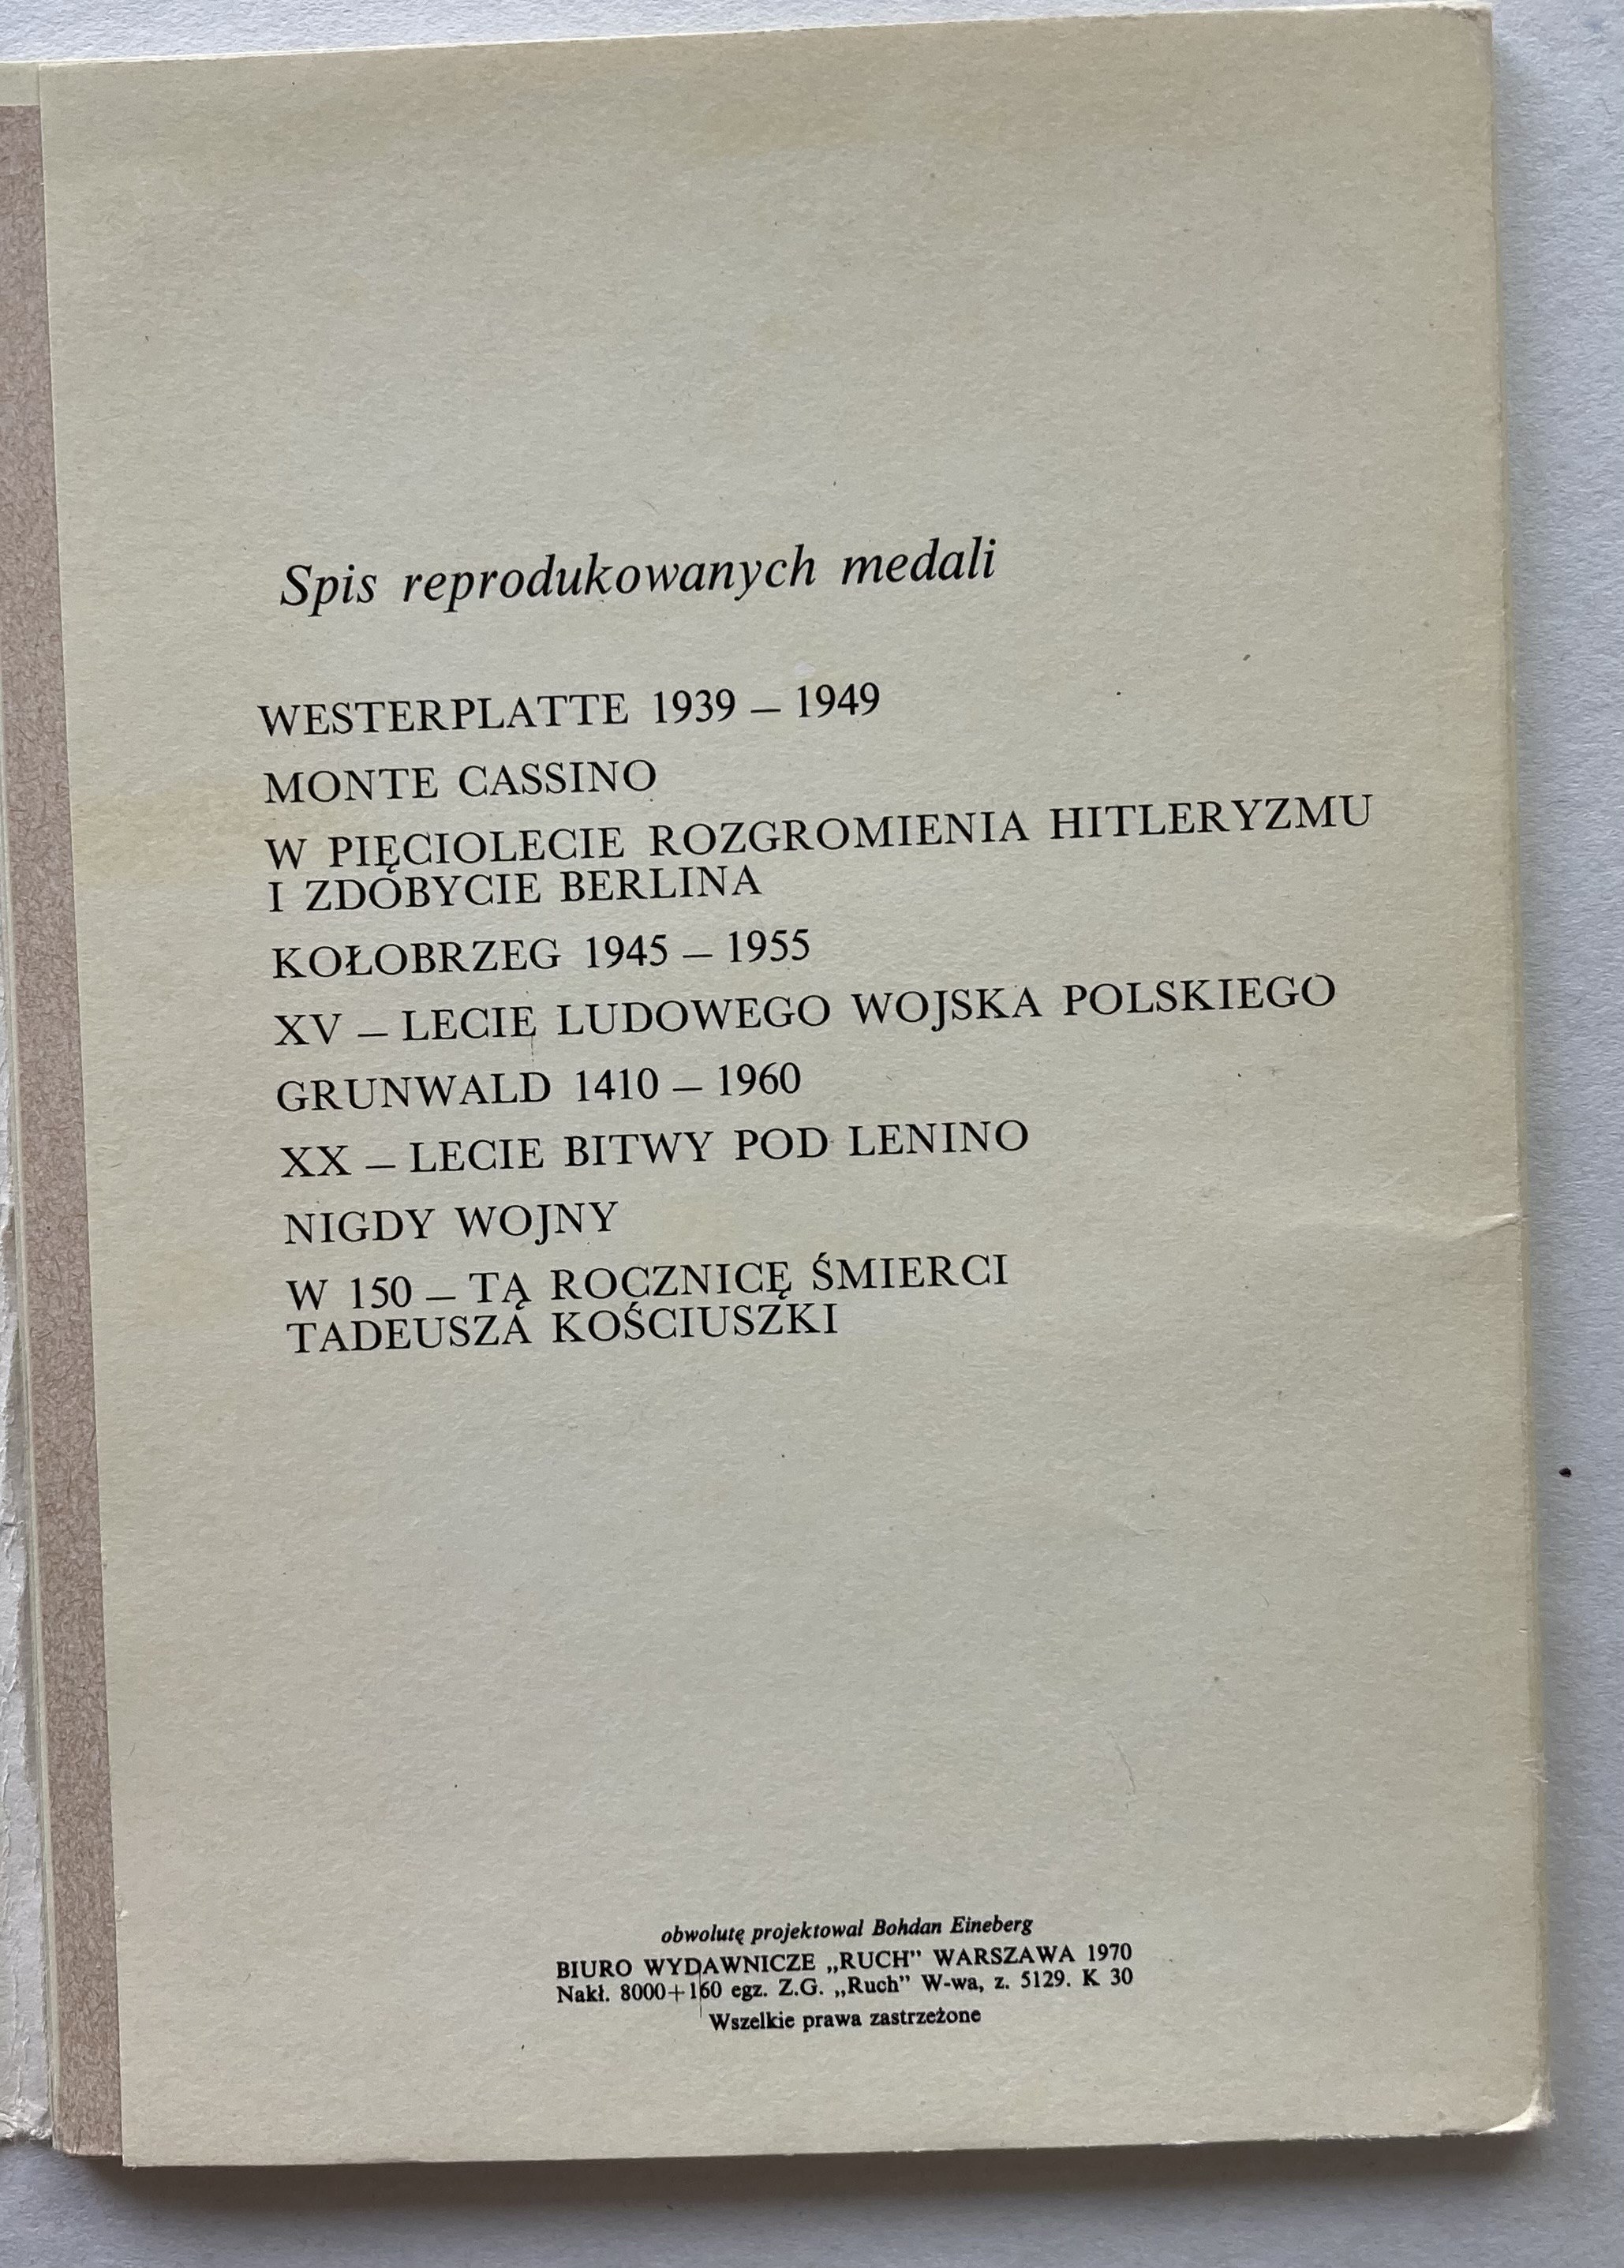 Spis reprodukowanych medali
WESTERPLATTE 1939 – 1949
MONTE CASSINO
W PIĘCIOLECIE ROZGROMIENIA HITLERYZMU
I ZDOBYCIE BERLINA
KOŁOBRZEG 1945 – 1955
XV – LECIE LUDOWEGO WOJSKA POLSKIEGO
GRUNWALD 1410 – 1960
XX – LECIE BITWY POD LENINO
NIGDY WOJNY
W 150 – TĄ ROCZNICĘ ŚMIERCI
TADEUSZA KOŚCIUSZKI
obwolutę projektował Bohdan Eineberg
BIURO WYDAWNICZE „RUCH” WARSZAWA 1970
Nakł. 8000+160 egz. Z.G. „Ruch” W-wa, z. 5129. K 30
Wszelkie prawa zastrzeżone